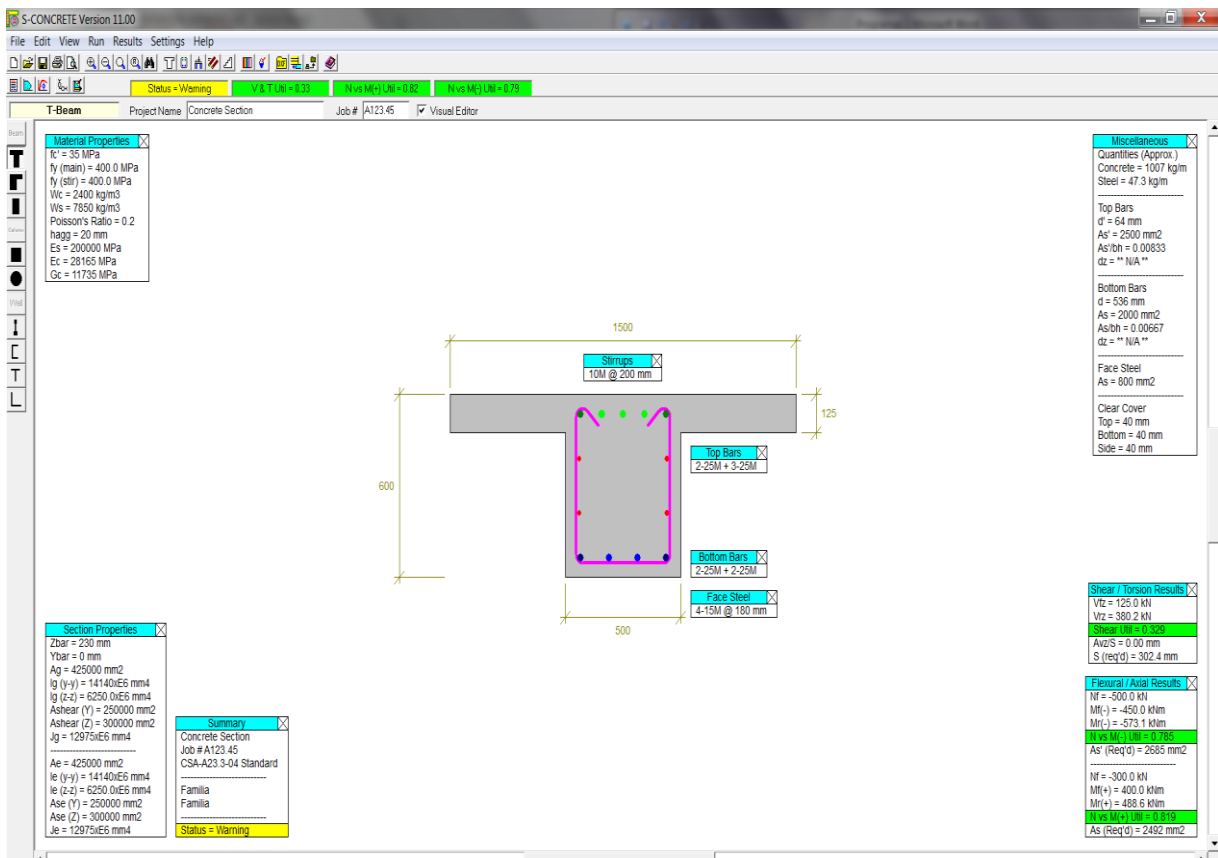 S-CONCRETE Version 11.00
File Edit View Run Results Settings Help
Status = Warning V & T Util = 0.33 N vs M(+) Util = 0.82 N vs M(-) Util = 0.79
T-Beam Project Name Concrete Section Job # A123.45 Visual Editor
Beam
Column
Wall
Material Properties
fc' = 35 MPa
fy (main) = 400.0 MPa
fy (stir) = 400.0 MPa
Wc = 2400 kg/m3
Ws = 7850 kg/m3
Poisson's Ratio = 0.2
hagg = 20 mm
Es = 200000 MPa
Ec = 28165 MPa
Gc = 11735 MPa
Miscellaneous
Quantities (Approx.)
Concrete = 1007 kg/m
Steel = 47.3 kg/m
Top Bars
d' = 64 mm
As' = 2500 mm2
As'/bh = 0.00833
dz = ** N/A **
Bottom Bars
d = 536 mm
As = 2000 mm2
As/bh = 0.00667
dz = ** N/A **
Face Steel
As = 800 mm2
Clear Cover
Top = 40 mm
Bottom = 40 mm
Side = 40 mm
1500
Stirrups
10M @ 200 mm
125
Top Bars
2-25M + 3-25M
600
Bottom Bars
2-25M + 2-25M
Face Steel
4-15M @ 180 mm
500
Section Properties
Zbar = 230 mm
Ybar = 0 mm
Ag = 425000 mm2
Ig (y-y) = 14140xE6 mm4
Ig (z-z) = 6250.0xE6 mm4
Ashear (Y) = 250000 mm2
Ashear (Z) = 300000 mm2
Jg = 12975xE6 mm4
Ae = 425000 mm2
Ie (y-y) = 14140xE6 mm4
Ie (z-z) = 6250.0xE6 mm4
Ase (Y) = 250000 mm2
Ase (Z) = 300000 mm2
Je = 12975xE6 mm4
Summary
Concrete Section
Job # A123.45
CSA-A23.3-04 Standard
Familia
Familia
Status = Warning
Shear / Torsion Results
Vfz = 125.0 kN
Vrz = 380.2 kN
Shear Util = 0.329
Avz/S = 0.00 mm
S (req'd) = 302.4 mm
Flexural / Axial Results
Nf = -500.0 kN
Mf(-) = -450.0 kNm
Mr(-) = -573.1 kNm
N vs M(-) Util = 0.785
As' (Req'd) = 2685 mm2
Nf = -300.0 kN
Mf(+) = 400.0 kNm
Mr(+) = 488.6 kNm
N vs M(+) Util = 0.819
As (Req'd) = 2492 mm2